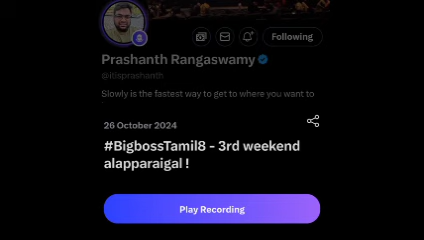 Following
Prashanth Rangaswamy
@itisprashanth
Slowly is the fastest way to get to where you want to
26 October 2024
#BigbossTamil8 - 3rd weekend
alapparaigal !
Play Recording